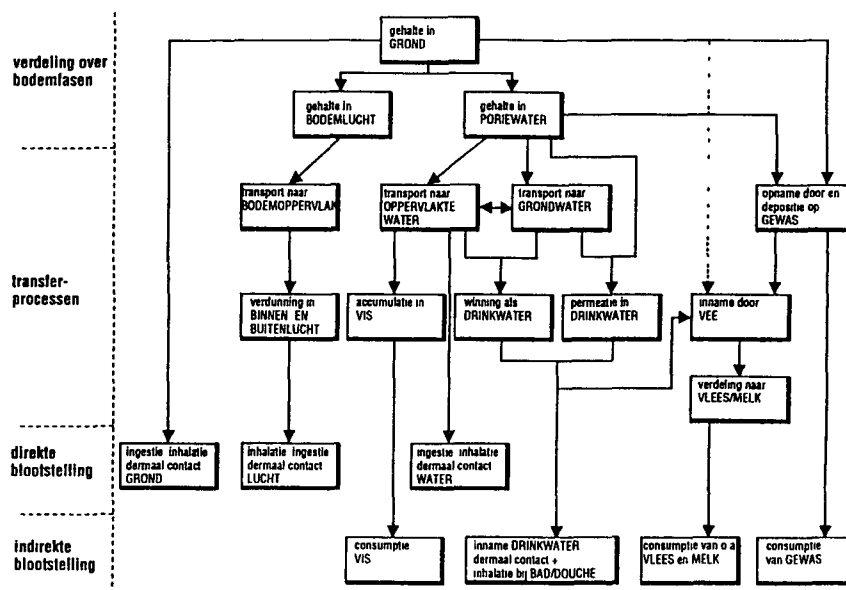 gehalte in
GROND
verdeling over
bodemfasen
gehalte in
BODEMLUCHT
gehalte in
PORIEWATER
transport naar
BODEMOPPERVLAK
transport naar
OPPERVLAKTE
WATER
transport naar
GRONDWATER
opname door en
depositie op
GEWAS
transfer-
processen
verdunning in
BINNEN EN
BUITENLUCHT
accumulatie in
VIS
winning als
DRINKWATER
permeatie in
DRINKWATER
inname door
VEE
verdeling naar
VLEES/MELK
direkte
blootstelling
ingestie inhalatie
dermaal contact
GROND
inhalatie ingestie
dermaal contact
LUCHT
ingestie inhalatie
dermaal contact
WATER
indirekte
blootstelling
consumptie
VIS
inname DRINKWATER
dermaal contact +
inhalatie bij BAD/DOUCHE
consumptie van o a
VLEES en MELK
consumptie
van GEWAS